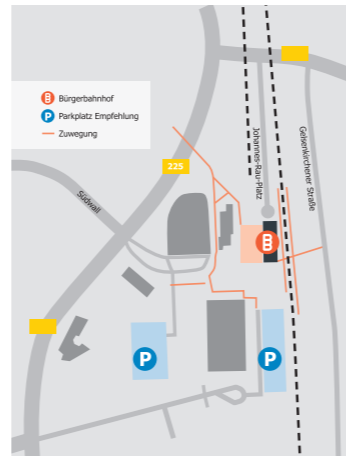 B Bürgerbahnhof
P Parkplatz Empfehlung
Zuwegung
225
Johannes-Rau-Platz
Gelsenkirchener Straße
Südwall
B
P
P